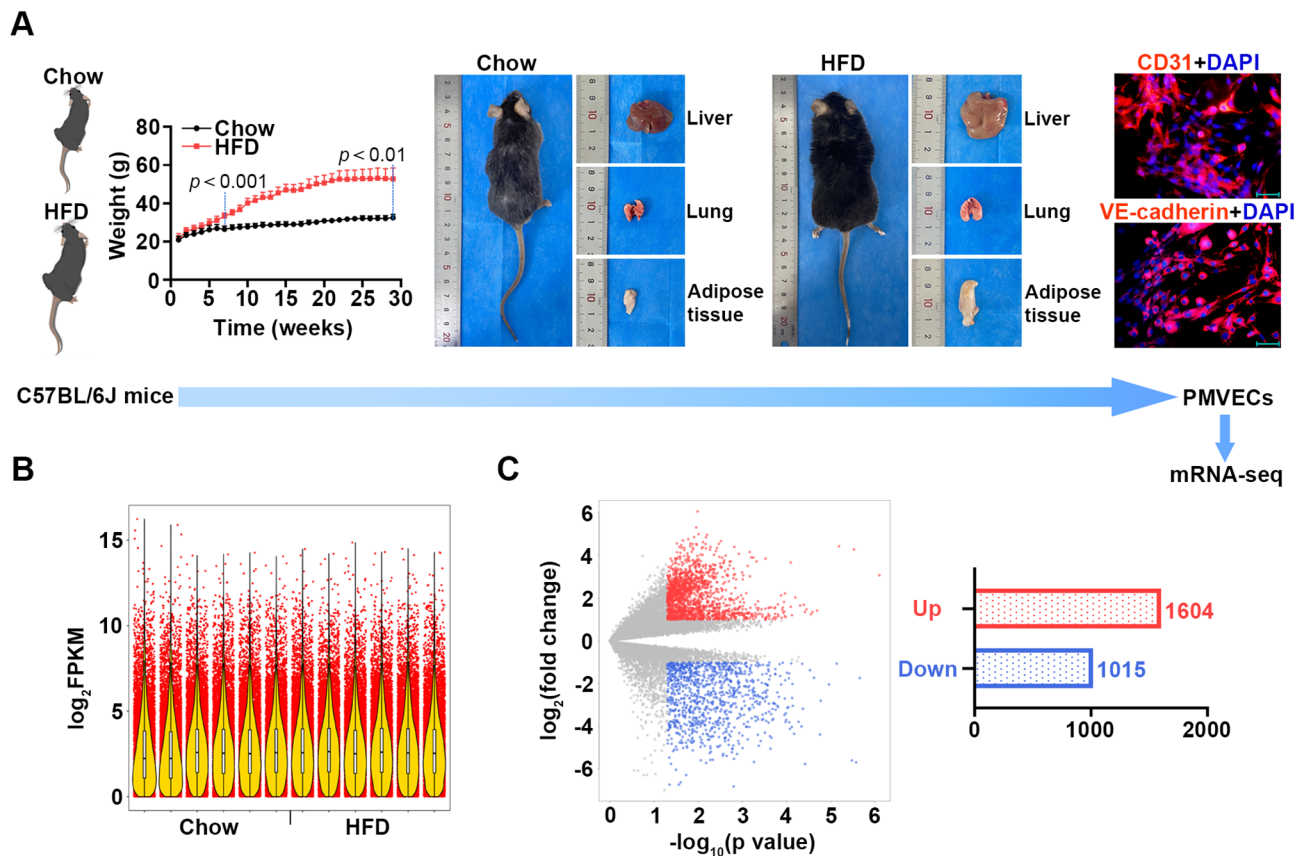 A
Chow
HFD
80
60
40
20
0
Weight (g)
Chow
HFD
p < 0.001
p < 0.01
0 5 10 15 20 25 30
Time (weeks)
Chow
Liver
Lung
Adipose
tissue
HFD
Liver
Lung
Adipose
tissue
CD31+DAPI
VE-cadherin+DAPI
C57BL/6J mice
PMVECs
mRNA-seq
B
log2FPKM
15
10
5
0
Chow
HFD
C
log2(fold change)
6
4
2
0
-2
-4
-6
0 1 2 3 4 5 6
-log10(p value)
Up
1604
Down
1015
0 1000 2000